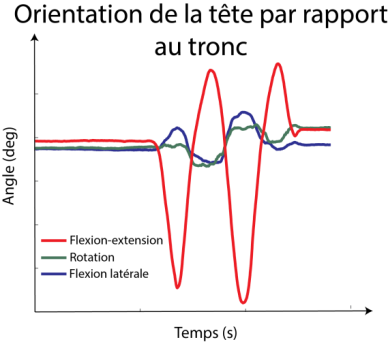 Orientation de la tête par rapport
au tronc
Angle (deg)
Flexion-extension
Rotation
Flexion latérale
Temps (s)